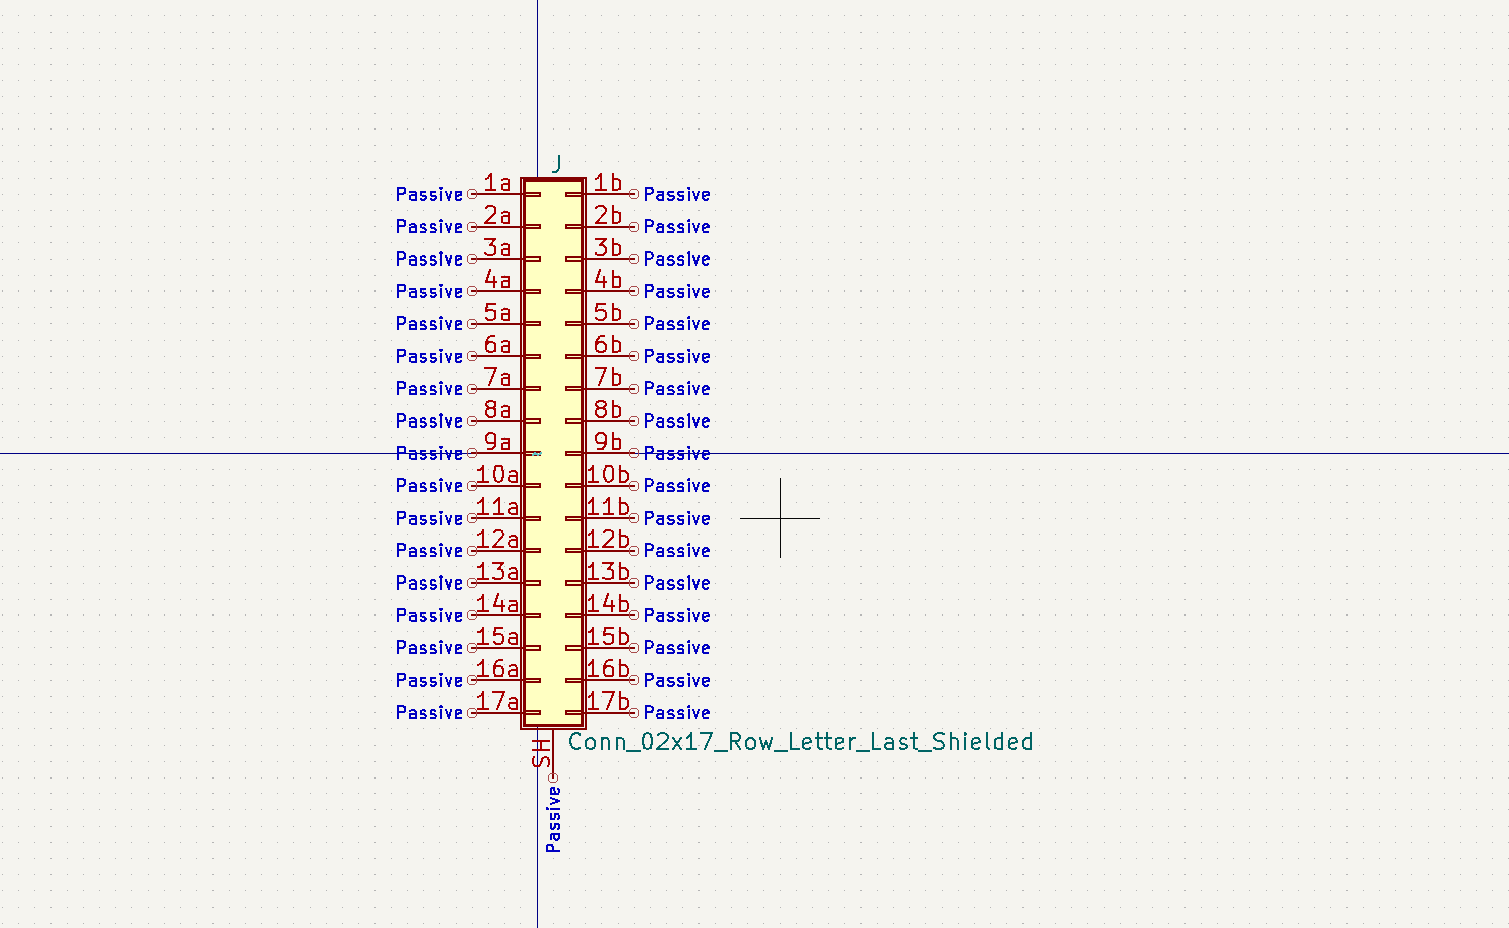 J
Passive 1a 1b Passive
Passive 2a 2b Passive
Passive 3a 3b Passive
Passive 4a 4b Passive
Passive 5a 5b Passive
Passive 6a 6b Passive
Passive 7a 7b Passive
Passive 8a 8b Passive
Passive 9a 9b Passive
Passive 10a 10b Passive
Passive 11a 11b Passive
Passive 12a 12b Passive
Passive 13a 13b Passive
Passive 14a 14b Passive
Passive 15a 15b Passive
Passive 16a 16b Passive
Passive 17a 17b Passive
SH Conn_02x17_Row_Letter_Last_Shielded
Passive